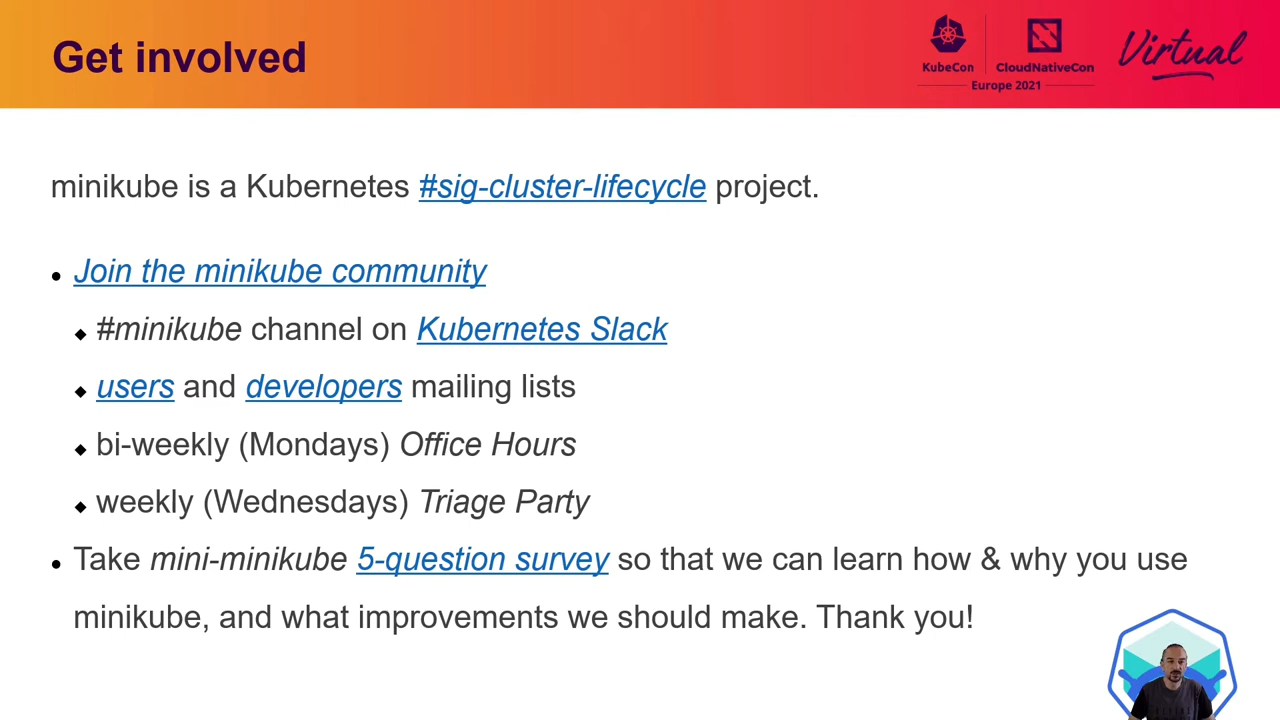 Get involved
KubeCon
CloudNativeCon
Europe 2021
Virtual
minikube is a Kubernetes #sig-cluster-lifecycle project.
● Join the minikube community
◆ #minikube channel on Kubernetes Slack
◆ users and developers mailing lists
◆ bi-weekly (Mondays) Office Hours
◆ weekly (Wednesdays) Triage Party
● Take mini-minikube 5-question survey so that we can learn how & why you use
minikube, and what improvements we should make. Thank you!